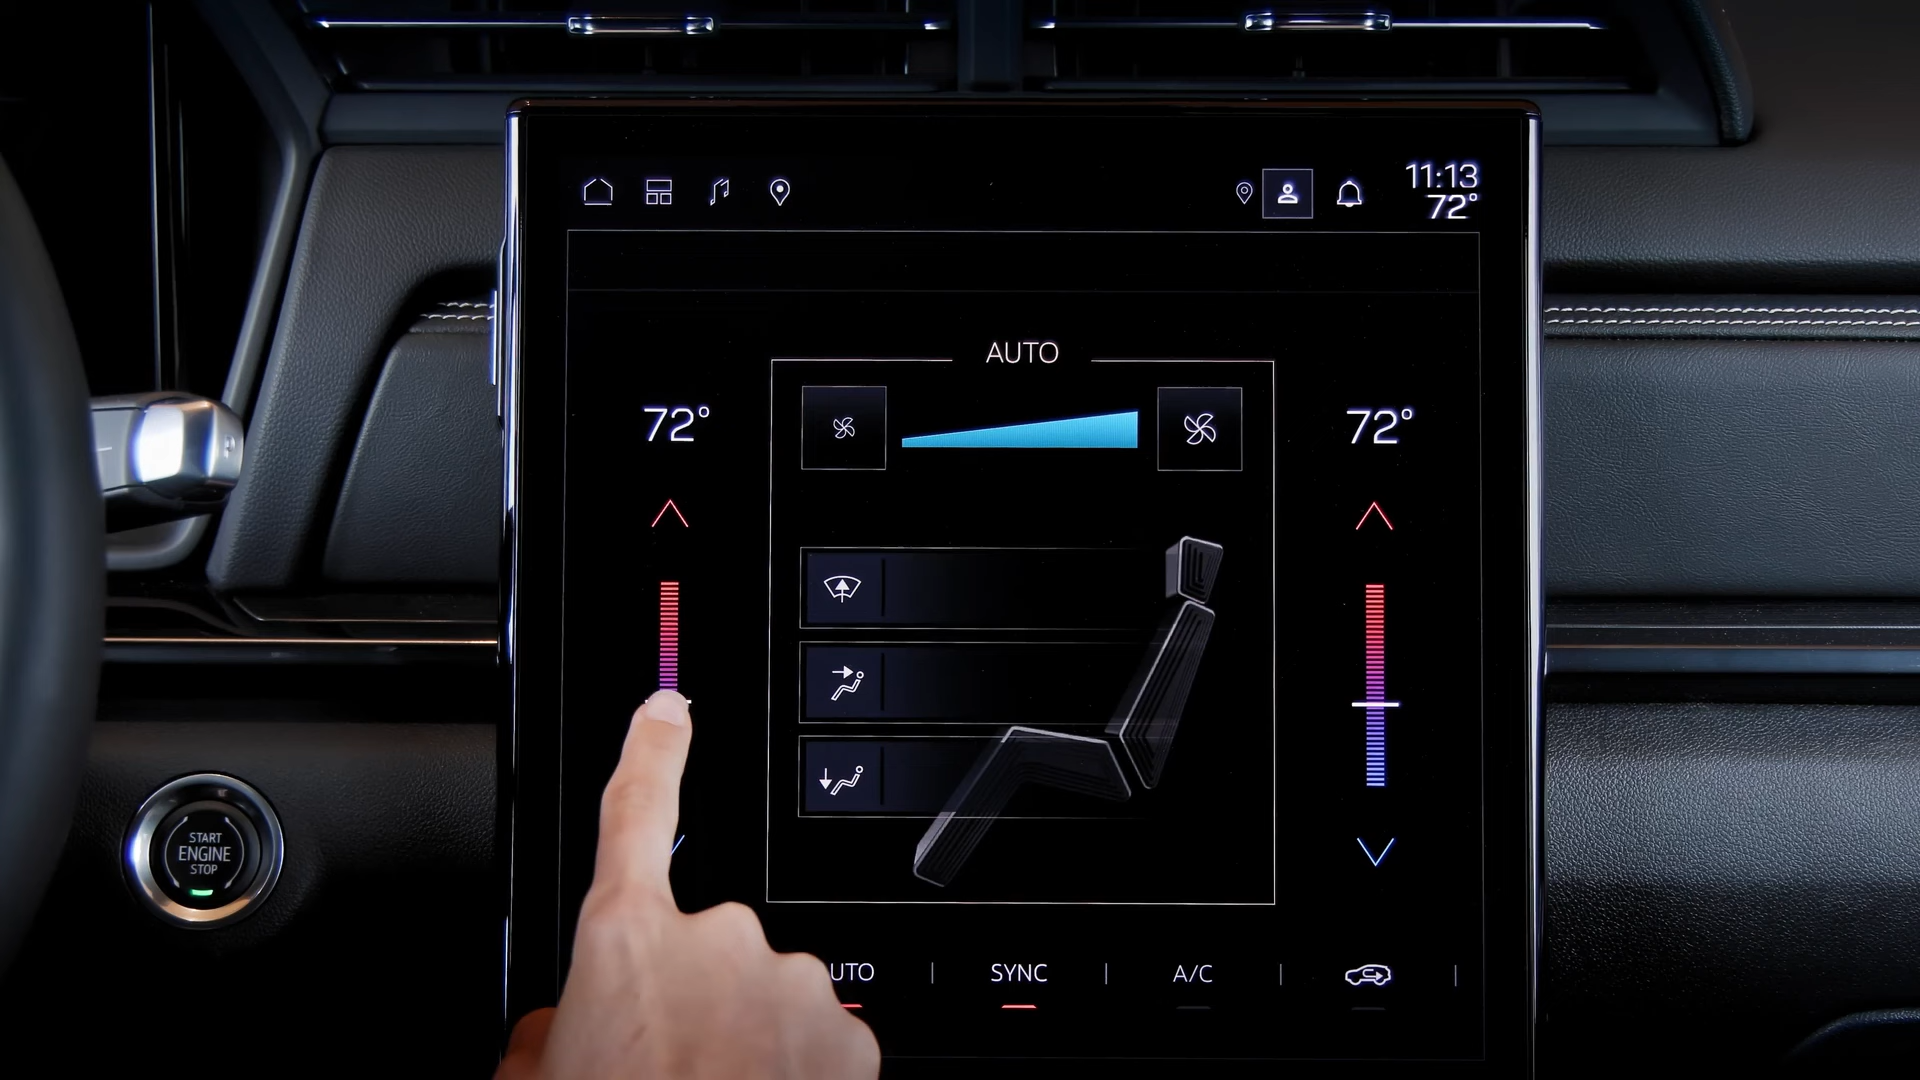 11:13
72°
AUTO
72°
72°
START
ENGINE
STOP
UTO
SYNC
A/C